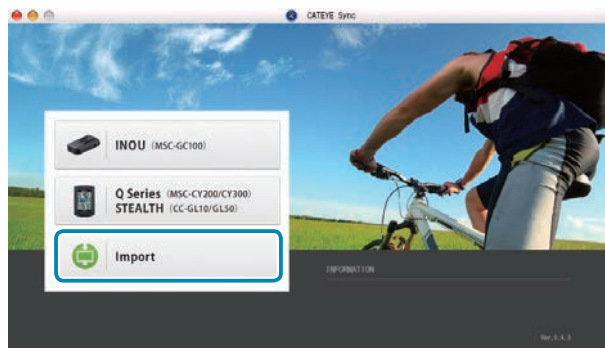 CATEYE Sync
INOU (MSC-GC100)
Q Series (MSC-CY200/CY300)
STEALTH (CC-GL10/GL50)
Import
INFORMATION